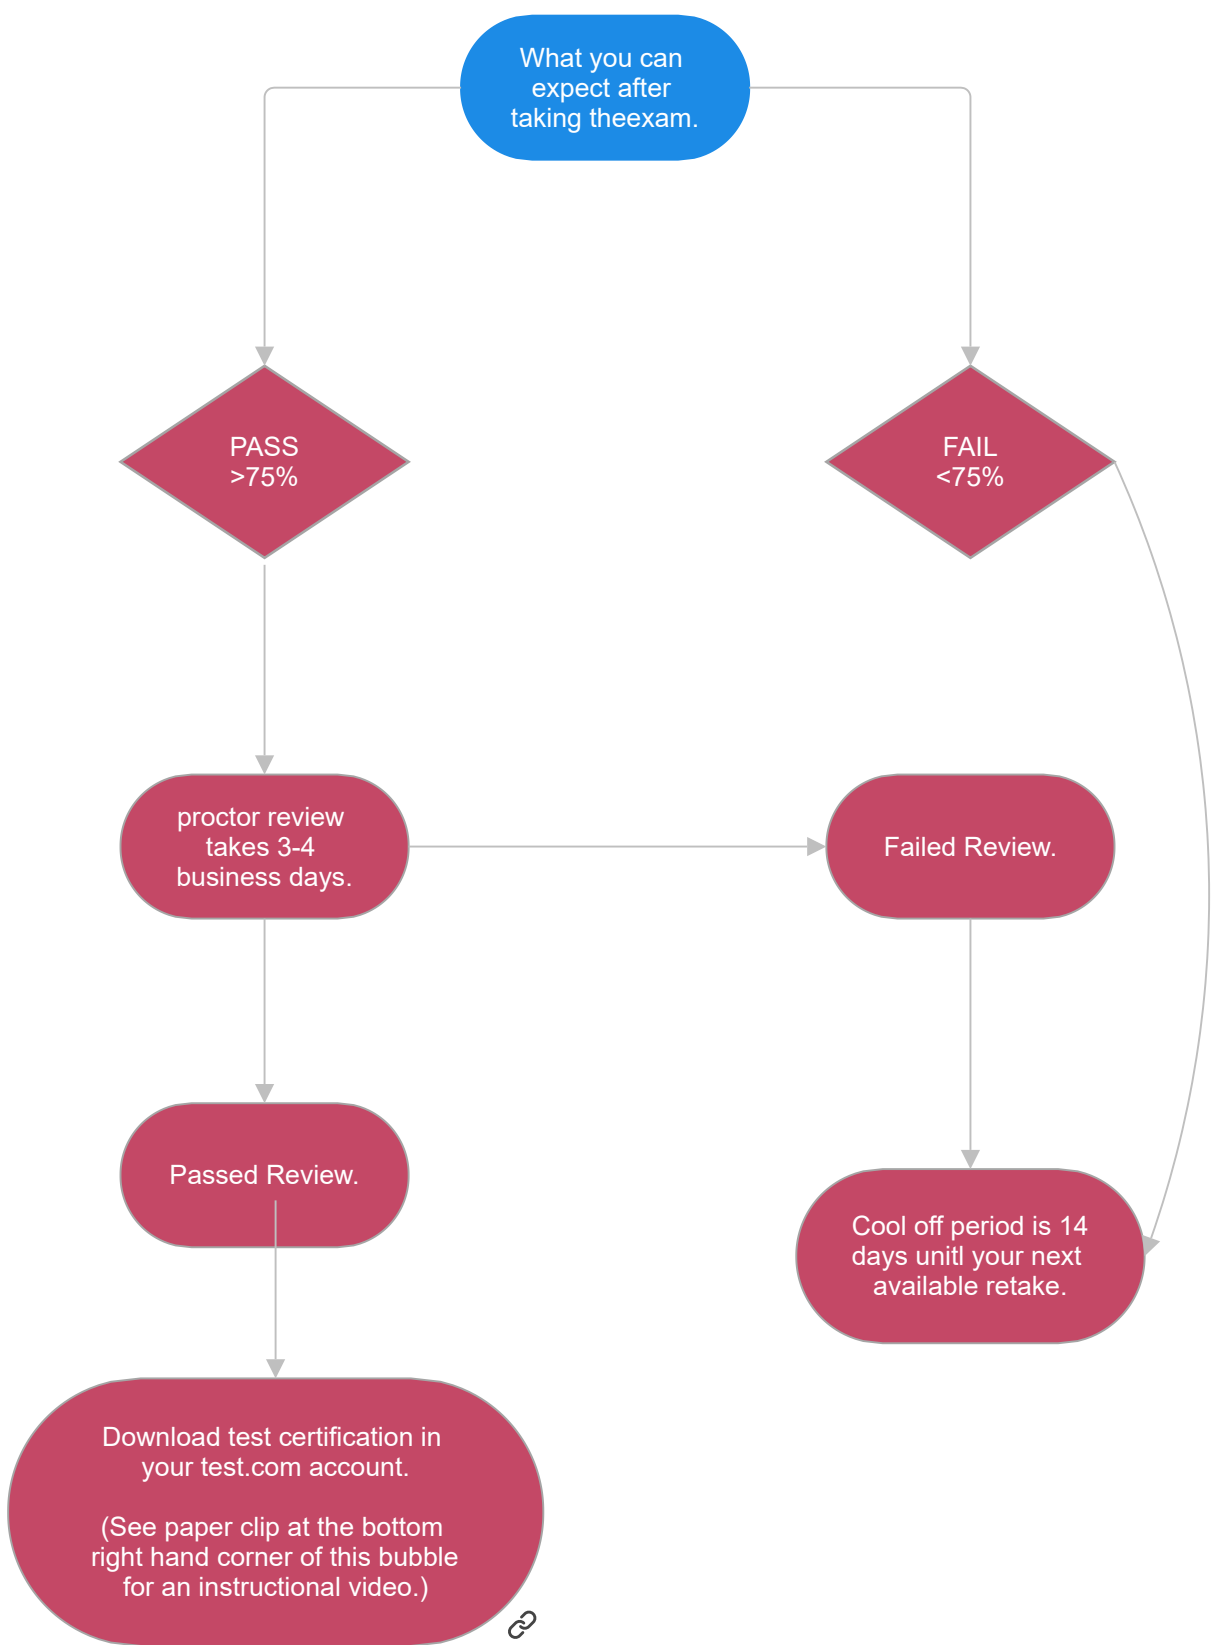 What you can
expect after
taking theexam.
PASS
>75%
FAIL
<75%
proctor review
takes 3-4
business days.
Failed Review.
Passed Review.
Cool off period is 14
days unitl your next
available retake.
Download test certification in
your test.com account.
(See paper clip at the bottom
right hand corner of this bubble
for an instructional video.)